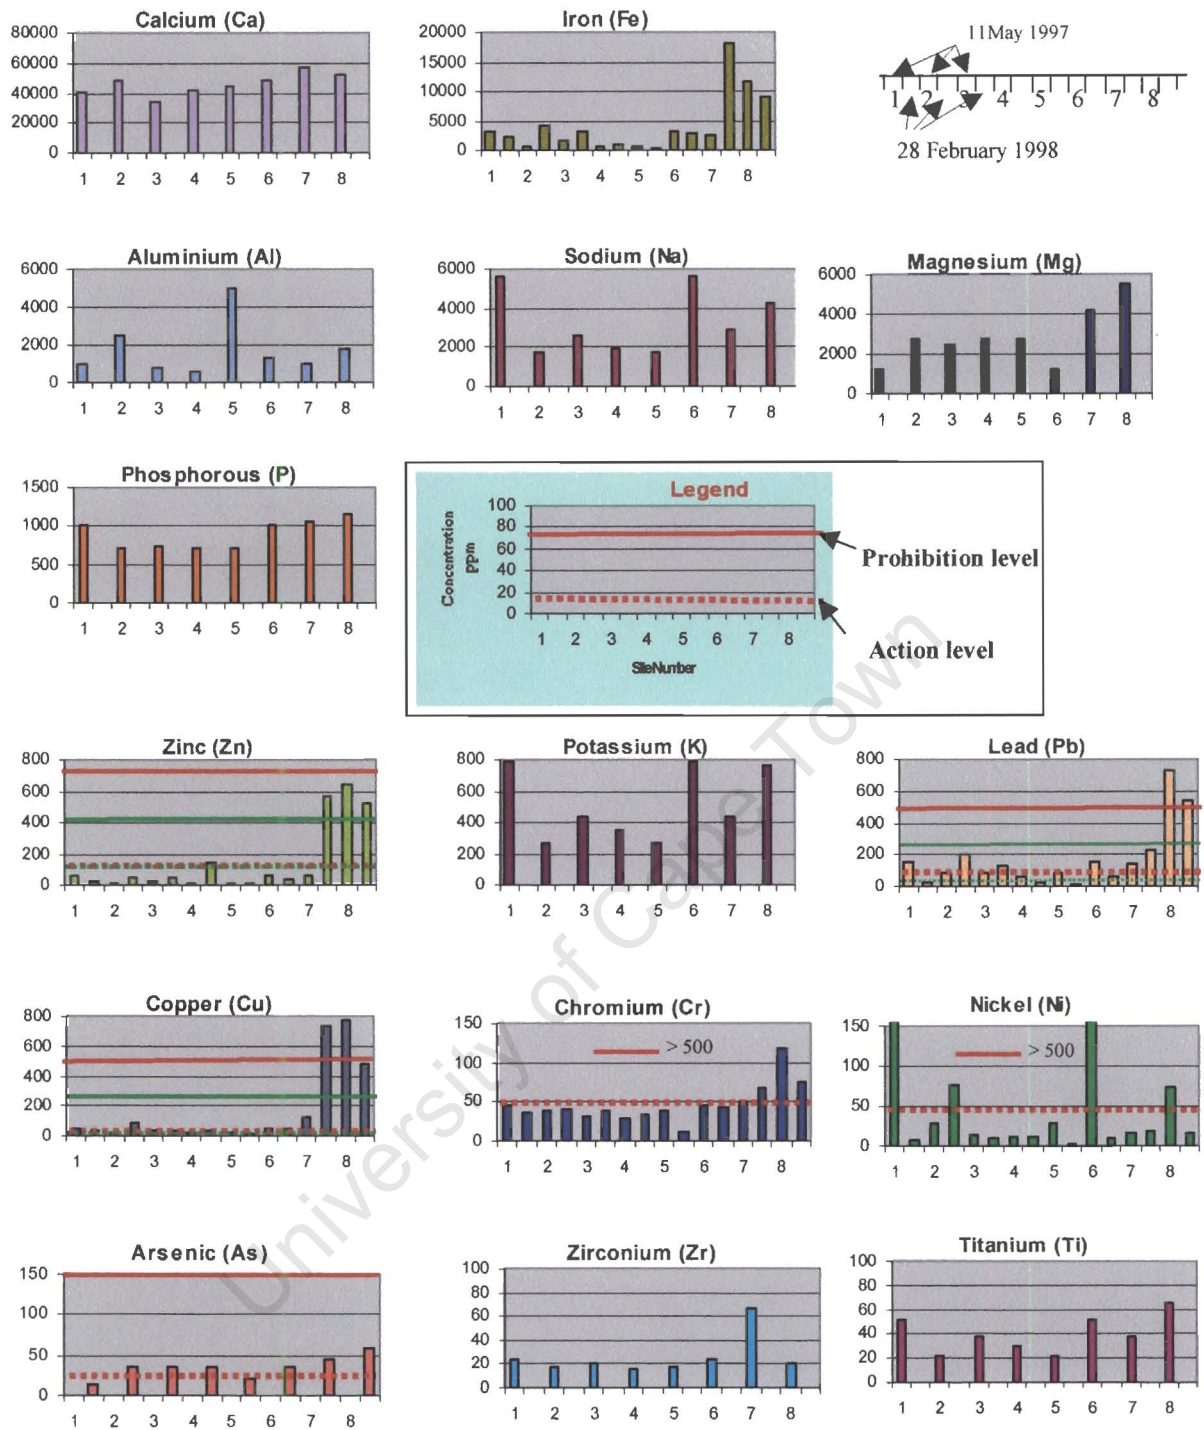 Calcium (Ca)
80000
60000
40000
20000
0
1 2 3 4 5 6 7 8
Iron (Fe)
20000
15000
10000
5000
0
1 2 3 4 5 6 7 8
11May 1997
1 2 3 4 5 6 7 8
28 February 1998
Aluminium (Al)
6000
4000
2000
0
1 2 3 4 5 6 7 8
Sodium (Na)
6000
4000
2000
0
1 2 3 4 5 6 7 8
Magnesium (Mg)
6000
4000
2000
0
1 2 3 4 5 6 7 8
Phosphorous (P)
1500
1000
500
0
1 2 3 4 5 6 7 8
Legend
Concentration
ppm
100
80
60
40
20
0
1 2 3 4 5 6 7 8
SiteNumber
Prohibition level
Action level
Zinc (Zn)
800
600
400
200
0
1 2 3 4 5 6 7 8
Potassium (K)
800
600
400
200
0
1 2 3 4 5 6 7 8
Lead (Pb)
800
600
400
200
0
1 2 3 4 5 6 7 8
Copper (Cu)
800
600
400
200
0
1 2 3 4 5 6 7 8
Chromium (Cr)
150
100
50
0
> 500
1 2 3 4 5 6 7 8
Nickel (Ni)
150
100
50
0
> 500
1 2 3 4 5 6 7 8
Arsenic (As)
150
100
50
0
1 2 3 4 5 6 7 8
Zirconium (Zr)
100
80
60
40
20
0
1 2 3 4 5 6 7 8
Titanium (Ti)
100
80
60
40
20
0
1 2 3 4 5 6 7 8
University of Cape Town